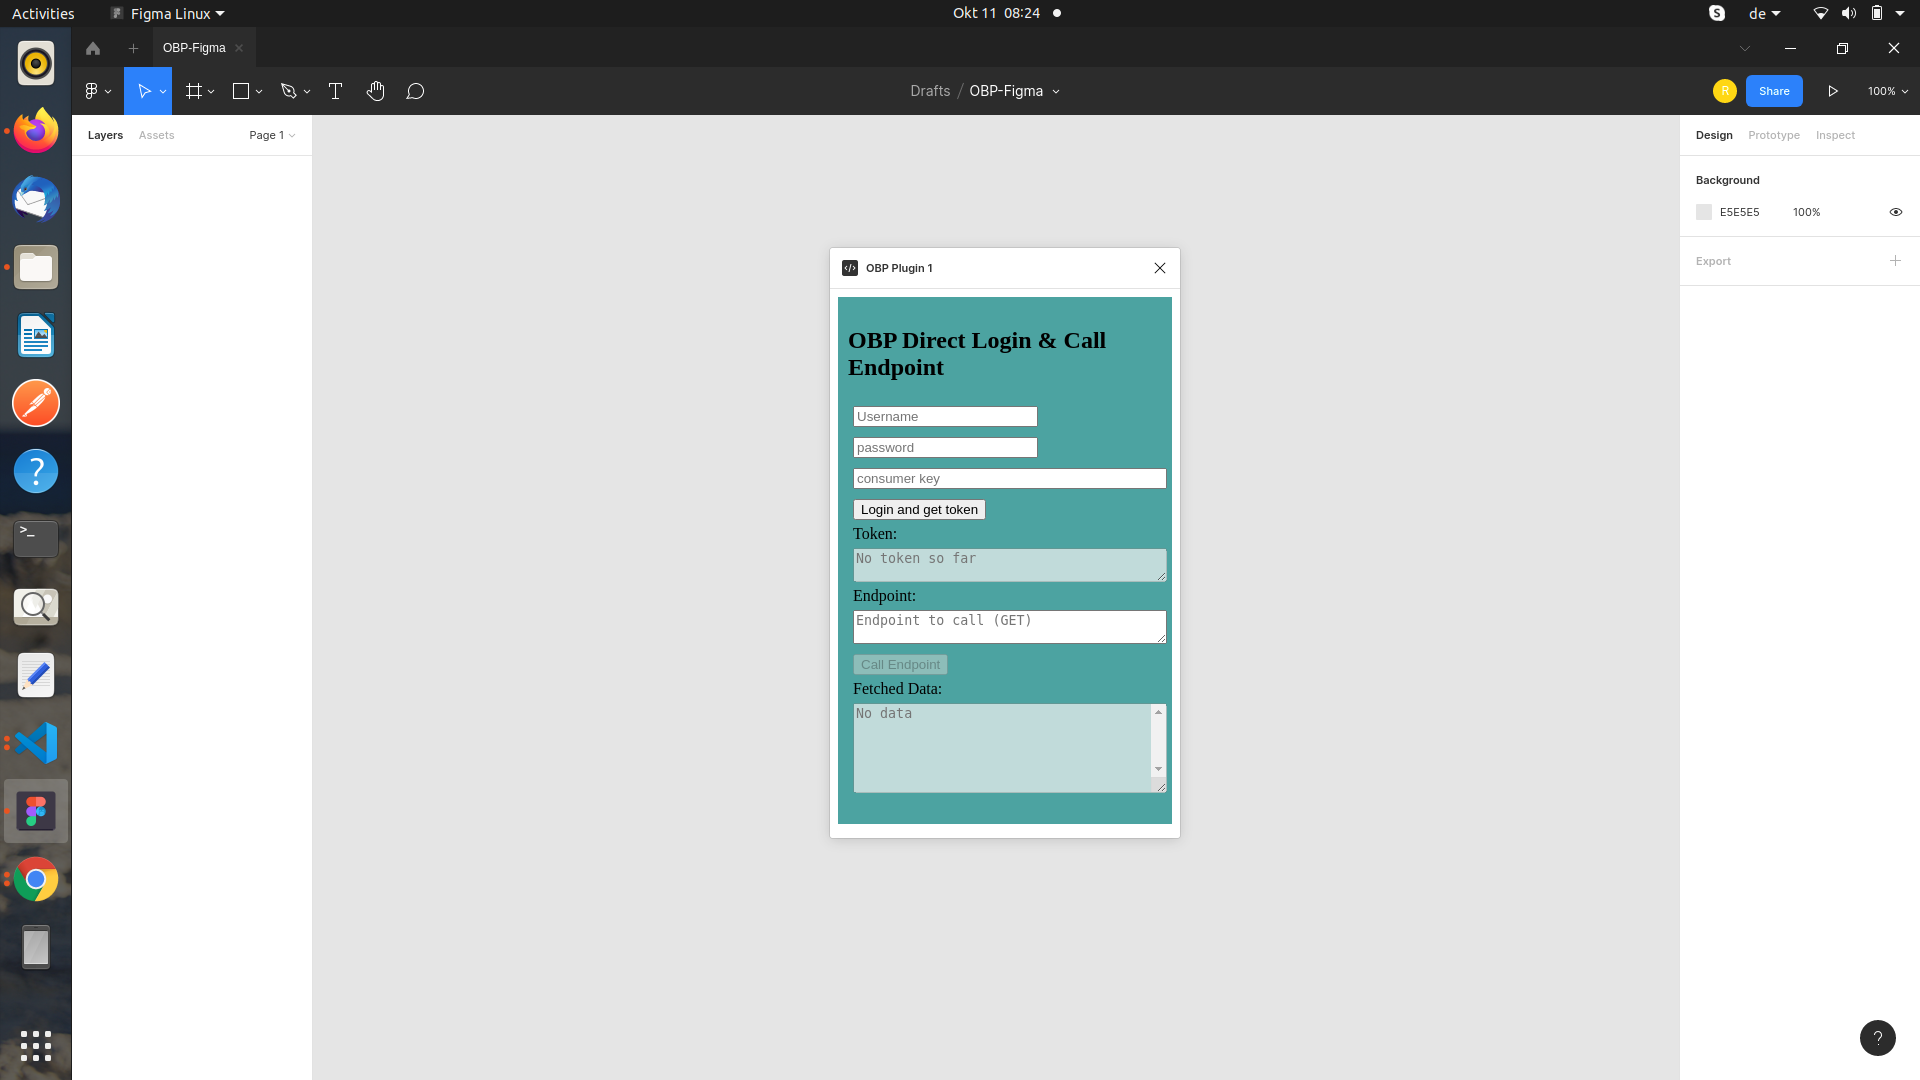 Activities
Figma Linux
Okt 11 08:24
S
de
OBP-Figma
Drafts / OBP-Figma
R
Share
100%
Layers
Assets
Page 1
Design
Prototype
Inspect
Background
E5E5E5
100%
Export
OBP Plugin 1
OBP Direct Login & Call
Endpoint
Username
password
consumer key
Login and get token
Token:
No token so far
Endpoint:
Endpoint to call (GET)
Call Endpoint
Fetched Data:
No data
?
>_
?